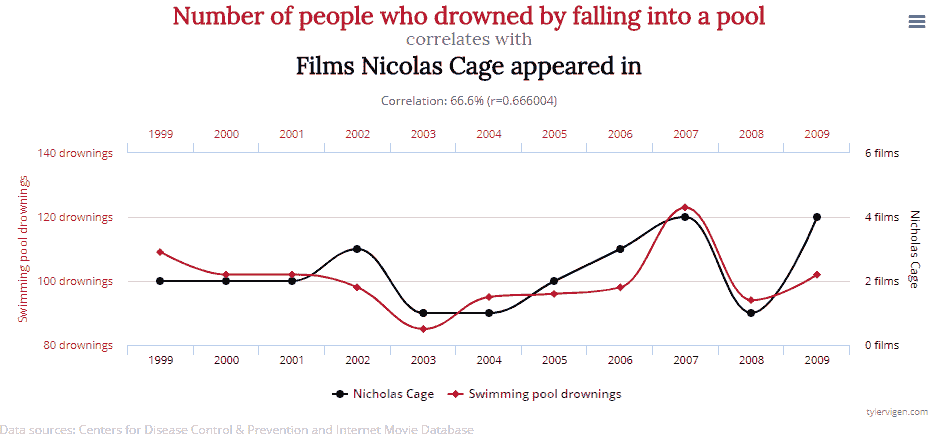 Number of people who drowned by falling into a pool
correlates with
Films Nicolas Cage appeared in
Correlation: 66.6% (r=0.666004)
1999 2000 2001 2002 2003 2004 2005 2006 2007 2008 2009
Swimming pool drownings
140 drownings
120 drownings
100 drownings
80 drownings
6 films
4 films
2 films
0 films
Nicholas Cage
1999 2000 2001 2002 2003 2004 2005 2006 2007 2008 2009
Nicholas Cage Swimming pool drownings
tylervigen.com
Data sources: Centers for Disease Control & Prevention and Internet Movie Database